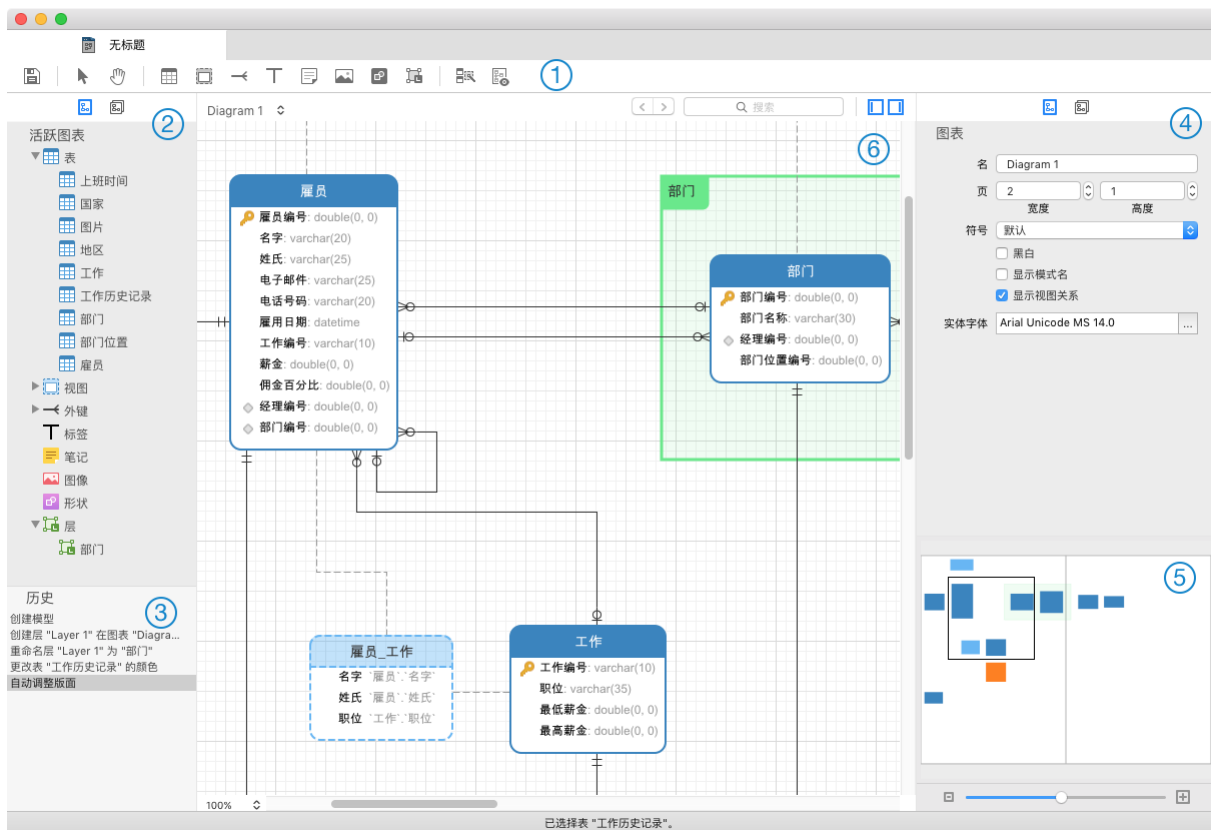 无标题
①
②
Diagram 1
搜索
④
⑥
活跃图表
表
上班时间
国家
图片
地区
工作
工作历史记录
部门
部门位置
雇员
视图
外键
标签
笔记
图像
形状
层
部门
历史
③
创建模型
创建层 "Layer 1" 在图表 "Diagra...
重命名层 "Layer 1" 为 "部门"
更改表 "工作历史记录" 的颜色
自动调整版面
雇员
雇员编号: double(0, 0)
名字: varchar(20)
姓氏: varchar(25)
电子邮件: varchar(25)
电话号码: varchar(20)
雇用日期: datetime
工作编号: varchar(10)
薪金: double(0, 0)
佣金百分比: double(0, 0)
经理编号: double(0, 0)
部门编号: double(0, 0)
部门
部门
部门编号: double(0, 0)
部门名称: varchar(30)
经理编号: double(0, 0)
部门位置编号: double(0, 0)
雇员_工作
名字 `雇员`.`名字`
姓氏 `雇员`.`姓氏`
职位 `工作`.`职位`
工作
工作编号: varchar(10)
职位: varchar(35)
最低薪金: double(0, 0)
最高薪金: double(0, 0)
100%
图表
名 Diagram 1
页 2 1
宽度 高度
符号 默认
黑白
显示模式名
显示视图关系
实体字体 Arial Unicode MS 14.0 ...
⑤
已选择表 "工作历史记录"。